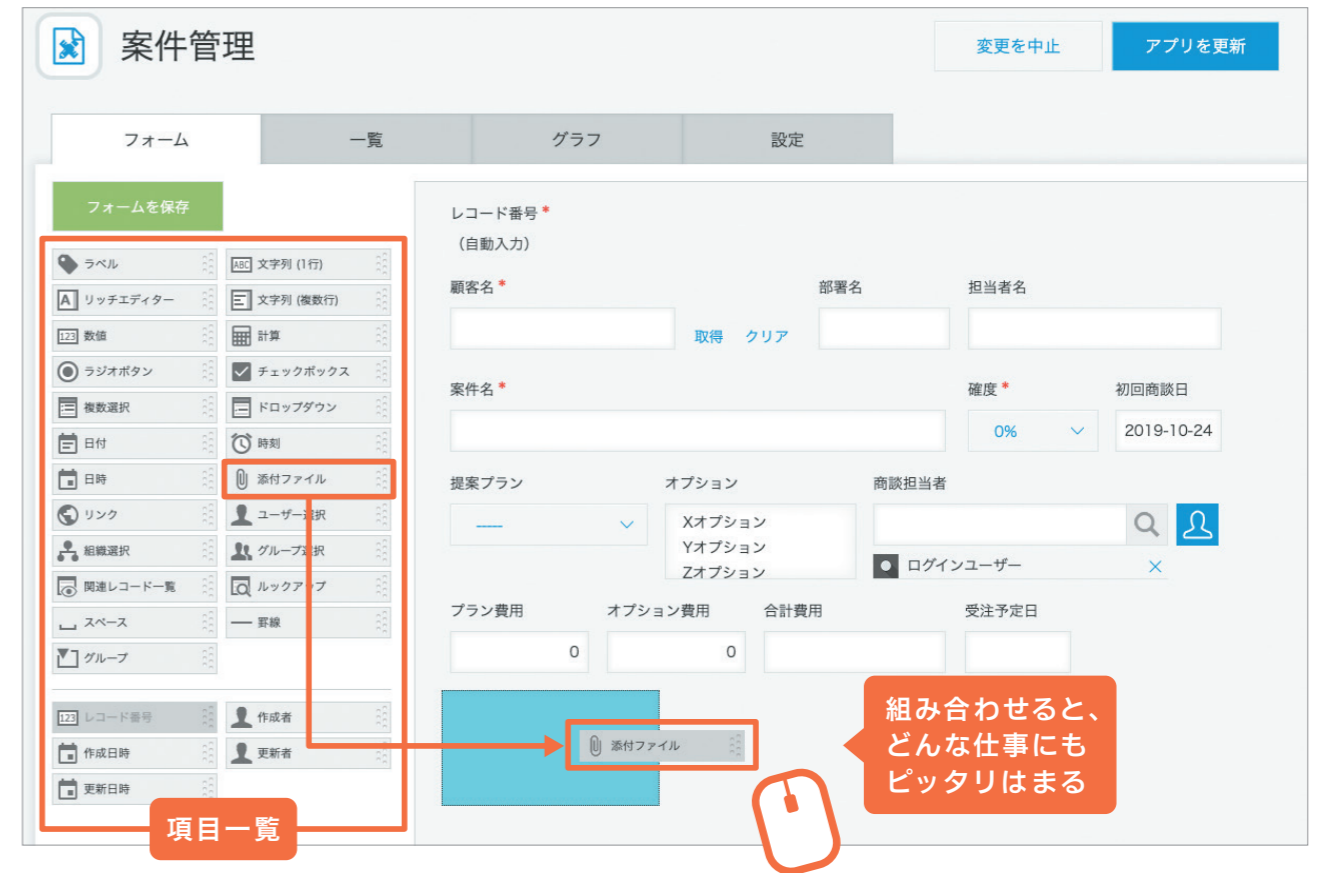 案件管理
変更を中止
アプリを更新
フォーム
一覧
グラフ
設定
フォームを保存
ラベル
ABC 文字列 (1行)
A リッチエディター
文字列 (複数行)
123 数値
計算
ラジオボタン
チェックボックス
複数選択
ドロップダウン
日付
時刻
日時
添付ファイル
リンク
ユーザー選択
組織選択
グループ選択
関連レコード一覧
ルックアップ
スペース
罫線
グループ
123 レコード番号
作成者
作成日時
更新者
更新日時
項目一覧
レコード番号 *
(自動入力)
顧客名 *
部署名
担当者名
取得 クリア
案件名 *
確度 *
初回商談日
0%
2019-10-24
提案プラン
オプション
商談担当者
-----
Xオプション
Yオプション
Zオプション
ログインユーザー
プラン費用
オプション費用
合計費用
受注予定日
0
0
添付ファイル
組み合わせると、
どんな仕事にも
ピッタリはまる